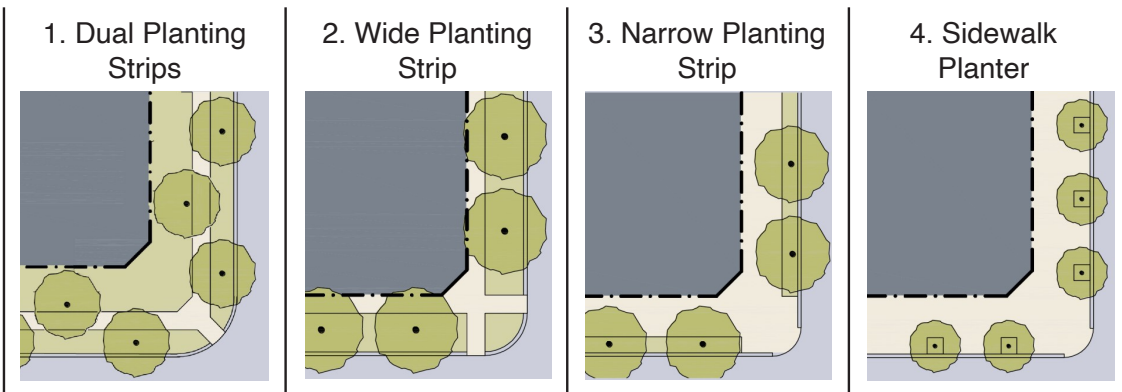 1. Dual Planting
Strips
2. Wide Planting
Strip
3. Narrow Planting
Strip
4. Sidewalk
Planter